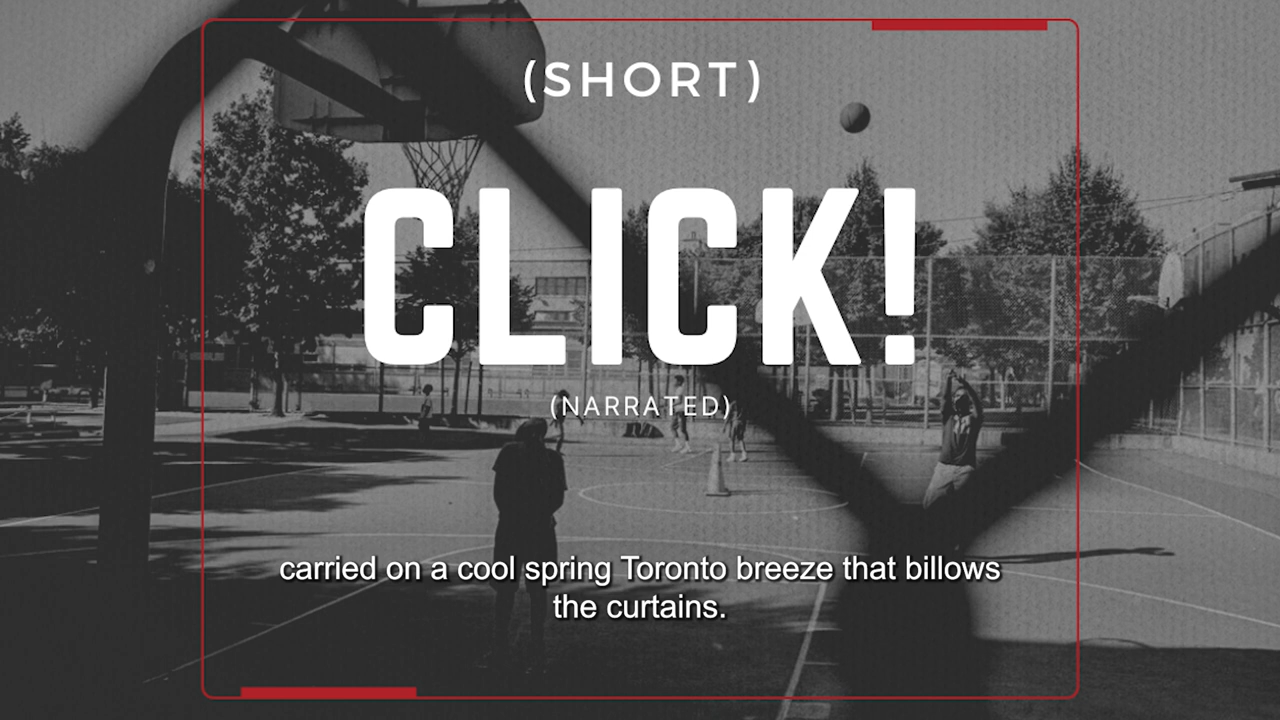 (SHORT)
CLICK!
(NARRATED)
carried on a cool spring Toronto breeze that billows
the curtains.